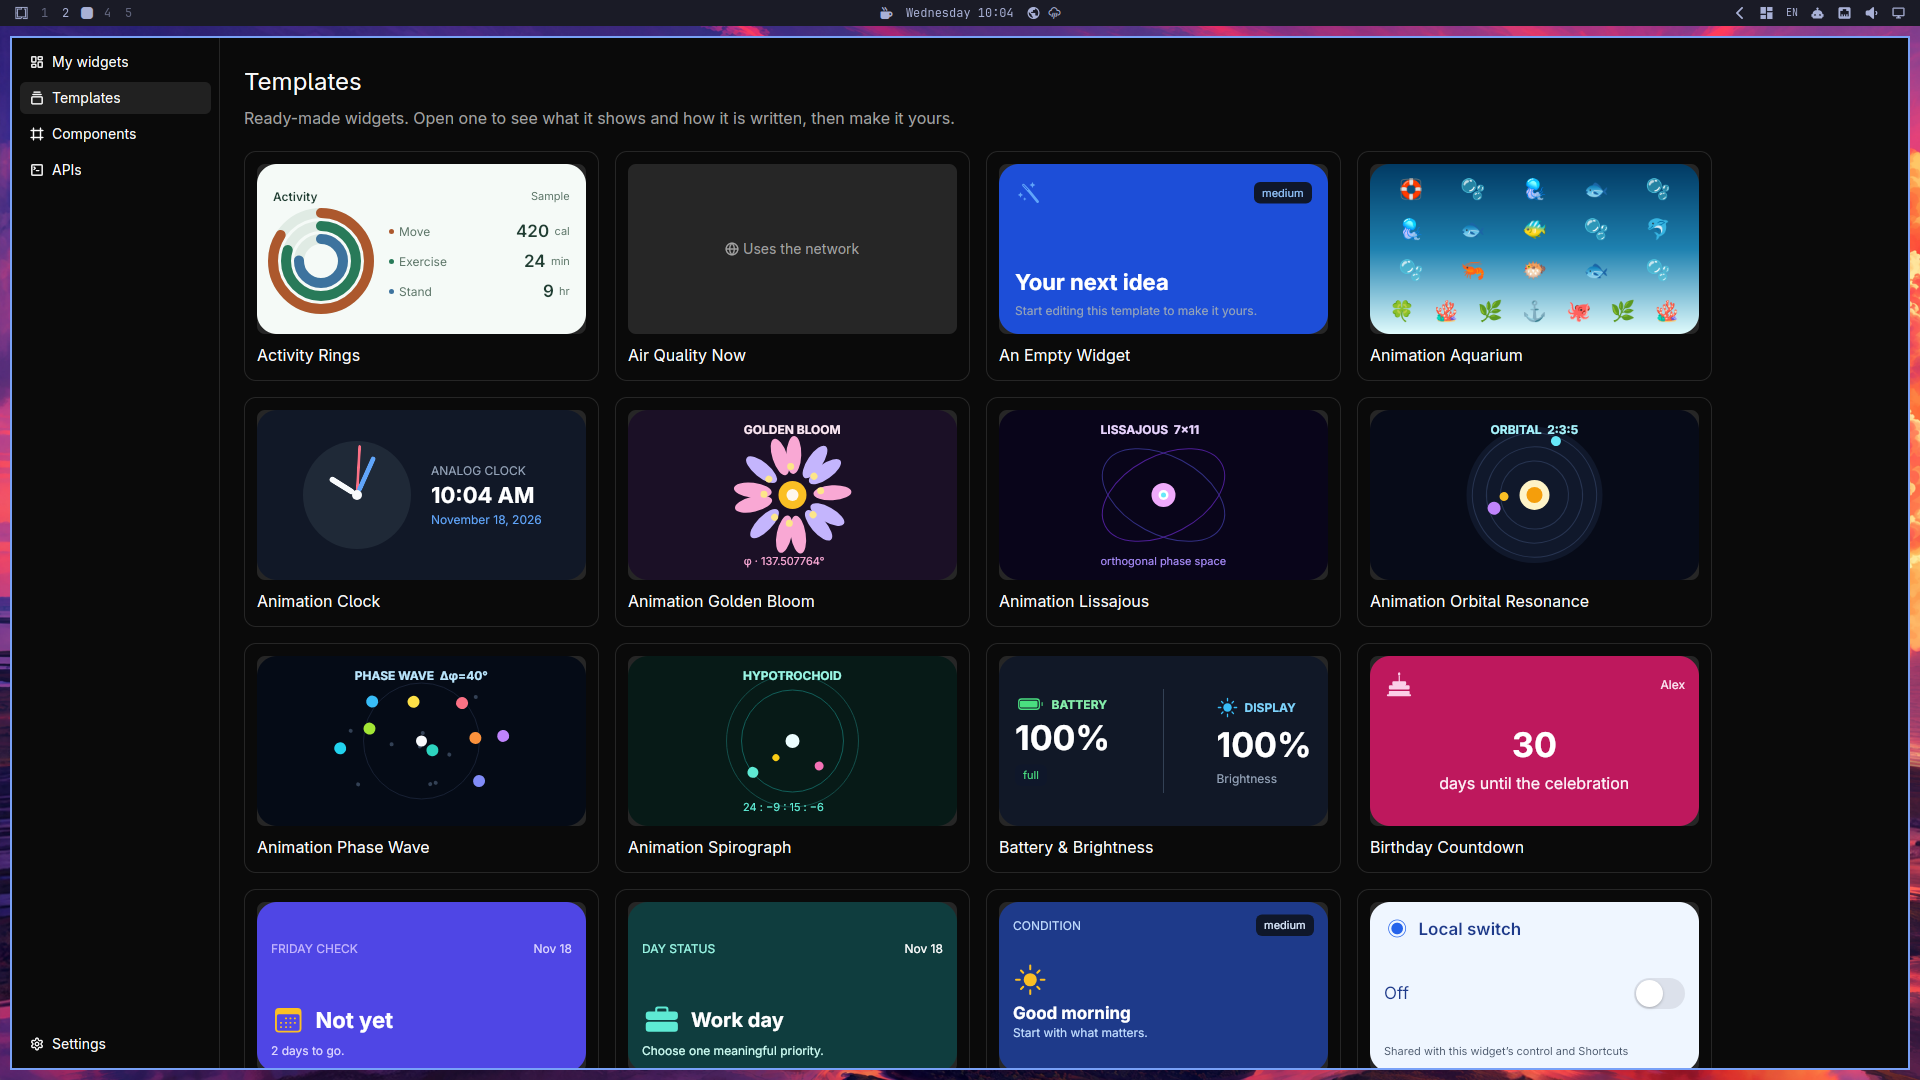 1 2 4 5
Wednesday 10:04
EN
My widgets
Templates
Components
APIs
Settings
Templates
Ready-made widgets. Open one to see what it shows and how it is written, then make it yours.
Activity
Sample
Move 420 cal
Exercise 24 min
Stand 9 hr
Activity Rings
Uses the network
Air Quality Now
medium
Your next idea
Start editing this template to make it yours.
An Empty Widget
Animation Aquarium
ANALOG CLOCK
10:04 AM
November 18, 2026
Animation Clock
GOLDEN BLOOM
φ · 137.507764°
Animation Golden Bloom
LISSAJOUS 7×11
orthogonal phase space
Animation Lissajous
ORBITAL 2:3:5
Animation Orbital Resonance
PHASE WAVE Δφ=40°
Animation Phase Wave
HYPOTROCHOID
24 : −9 : 15 : −6
Animation Spirograph
BATTERY
100%
full
DISPLAY
100%
Brightness
Battery & Brightness
Alex
30
days until the celebration
Birthday Countdown
FRIDAY CHECK
Nov 18
Not yet
2 days to go.
DAY STATUS
Nov 18
Work day
Choose one meaningful priority.
CONDITION
medium
Good morning
Start with what matters.
Local switch
Off
Shared with this widget's control and Shortcuts